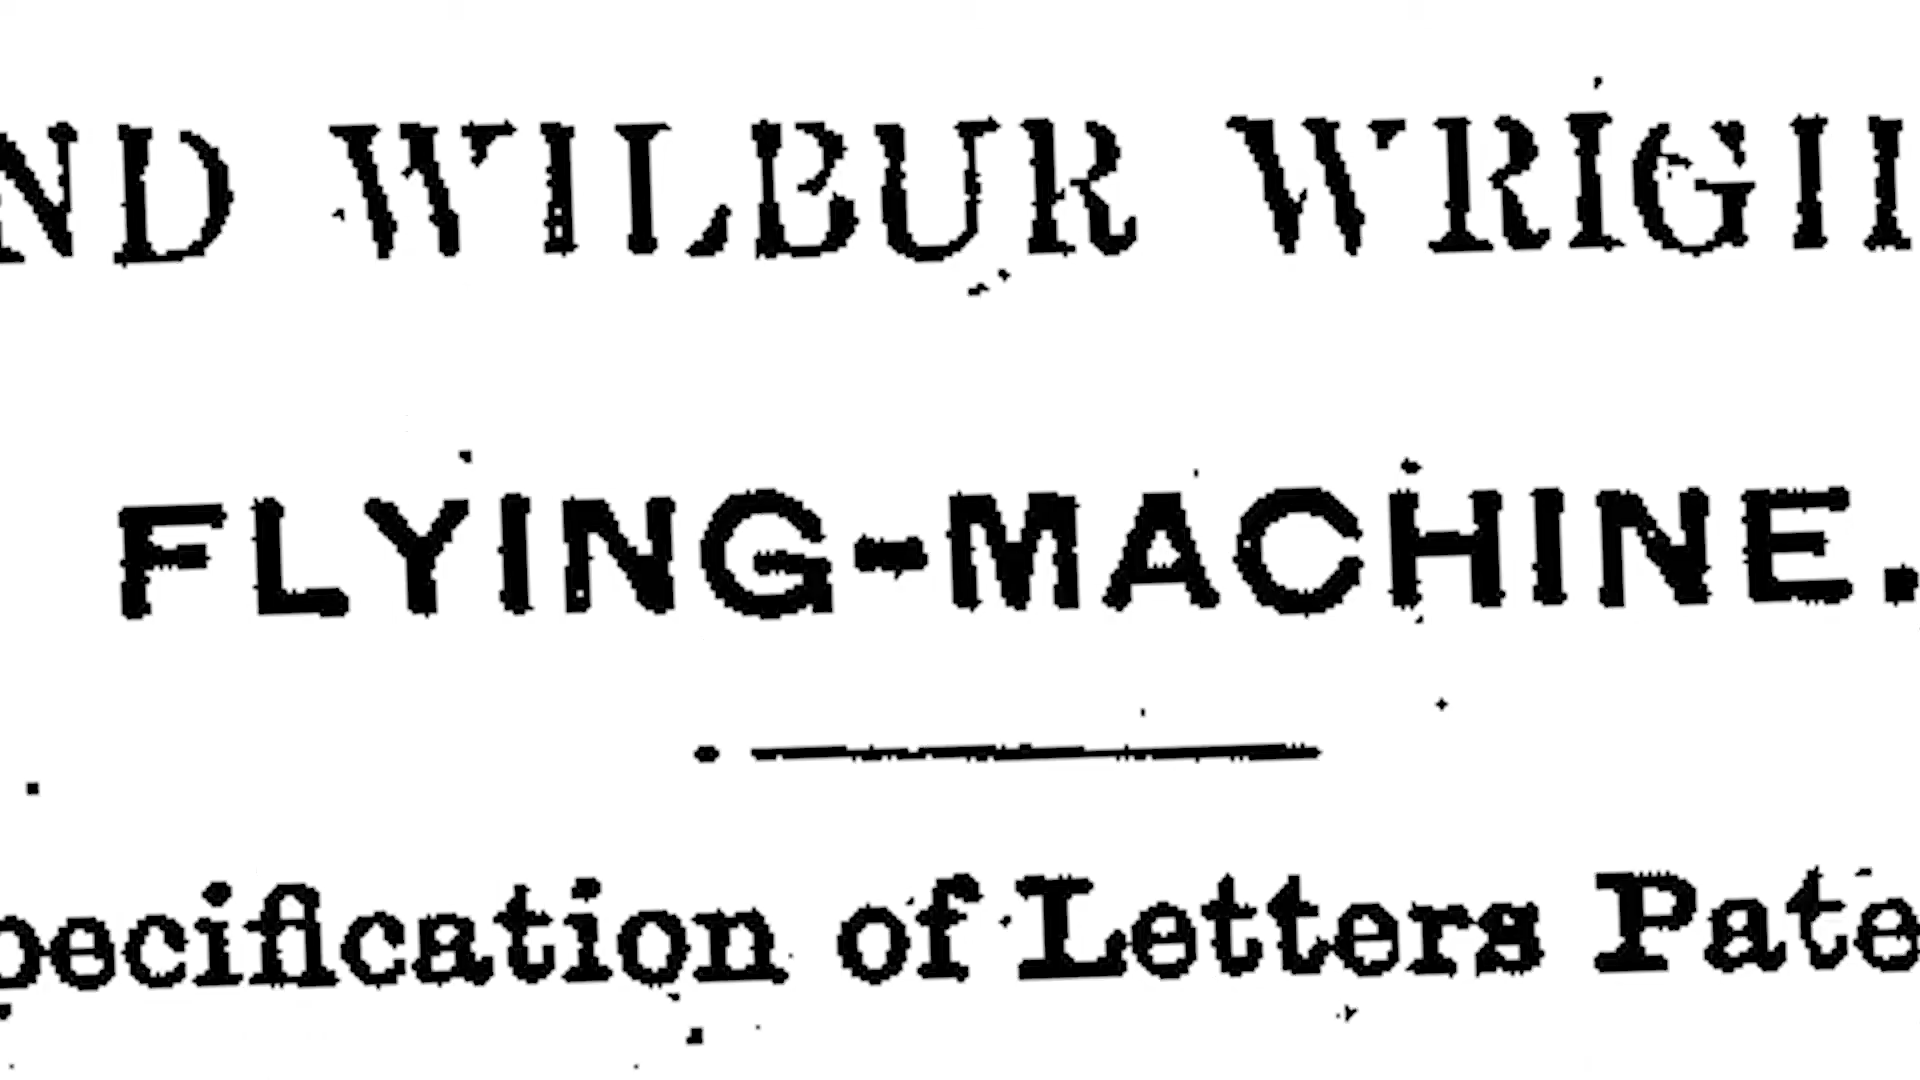 ND WILBUR WRIGH
FLYING-MACHINE.
pecification of Letters Pate